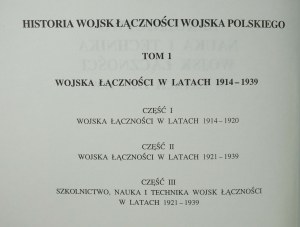 HISTORIA WOJSK ŁĄCZNOŚCI WOJSKA POLSKIEGO
TOM I
WOJSKA ŁĄCZNOŚCI W LATACH 1914–1939
CZĘŚĆ I
WOJSKA ŁĄCZNOŚCI W LATACH 1914–1920
CZĘŚĆ II
WOJSKA ŁĄCZNOŚCI W LATACH 1921–1939
CZĘŚĆ III
SZKOLNICTWO, NAUKA I TECHNIKA WOJSK ŁĄCZNOŚCI
W LATACH 1921–1939